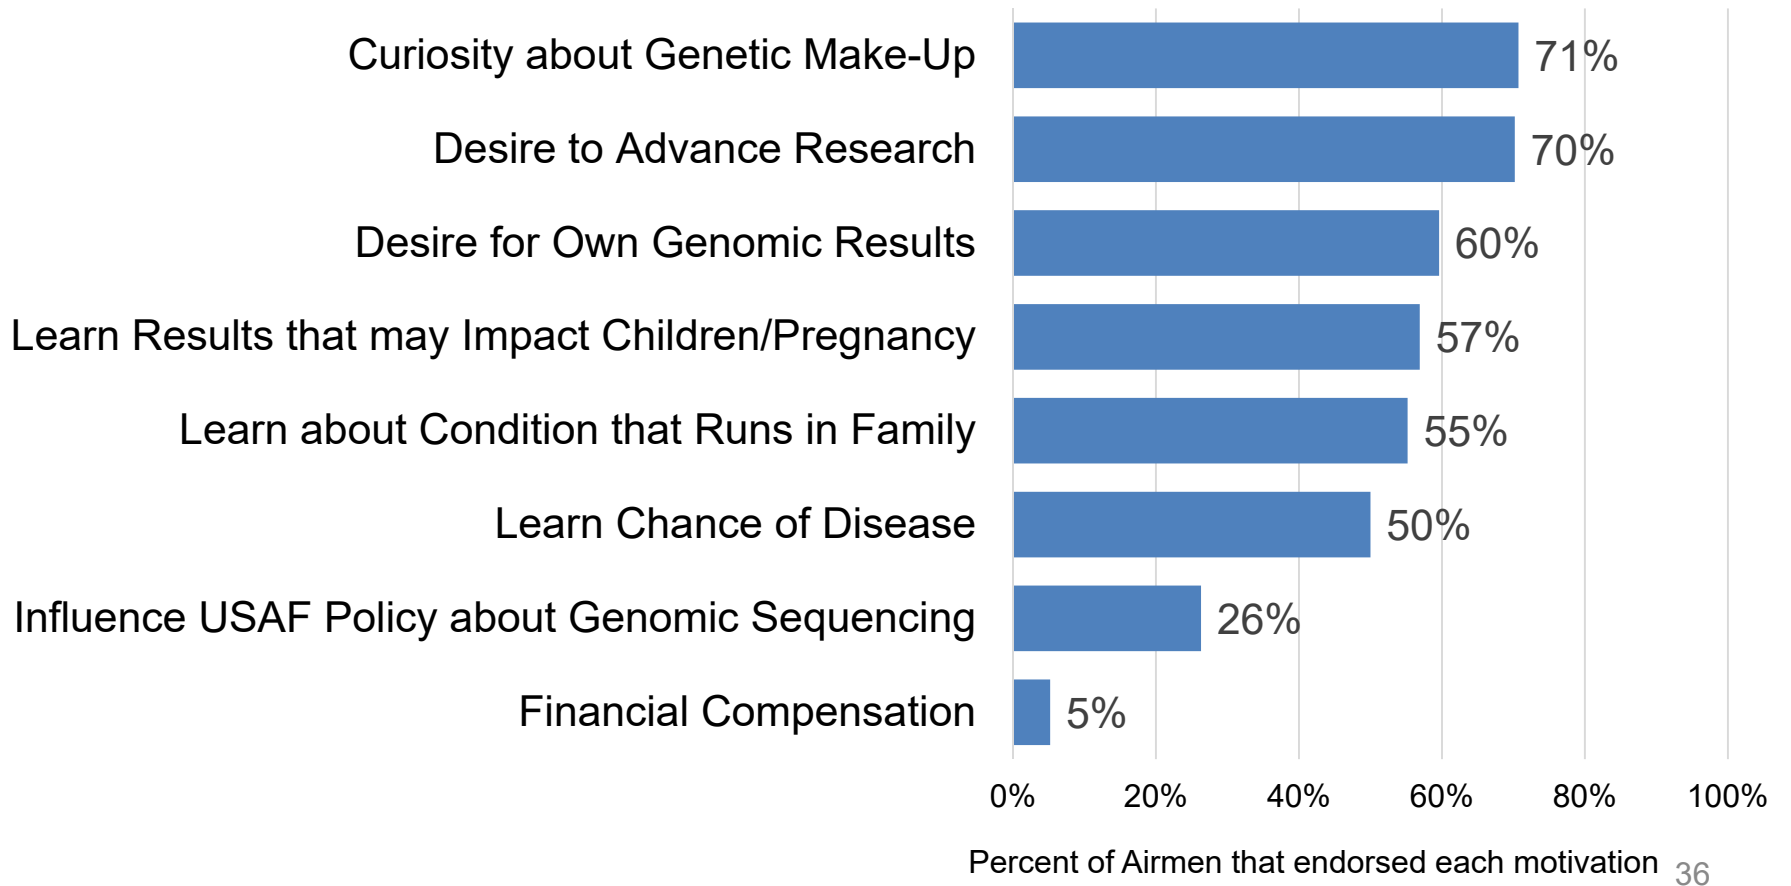 Curiosity about Genetic Make-Up 71%
Desire to Advance Research 70%
Desire for Own Genomic Results 60%
Learn Results that may Impact Children/Pregnancy 57%
Learn about Condition that Runs in Family 55%
Learn Chance of Disease 50%
Influence USAF Policy about Genomic Sequencing 26%
Financial Compensation 5%
0% 20% 40% 60% 80% 100%
Percent of Airmen that endorsed each motivation
36